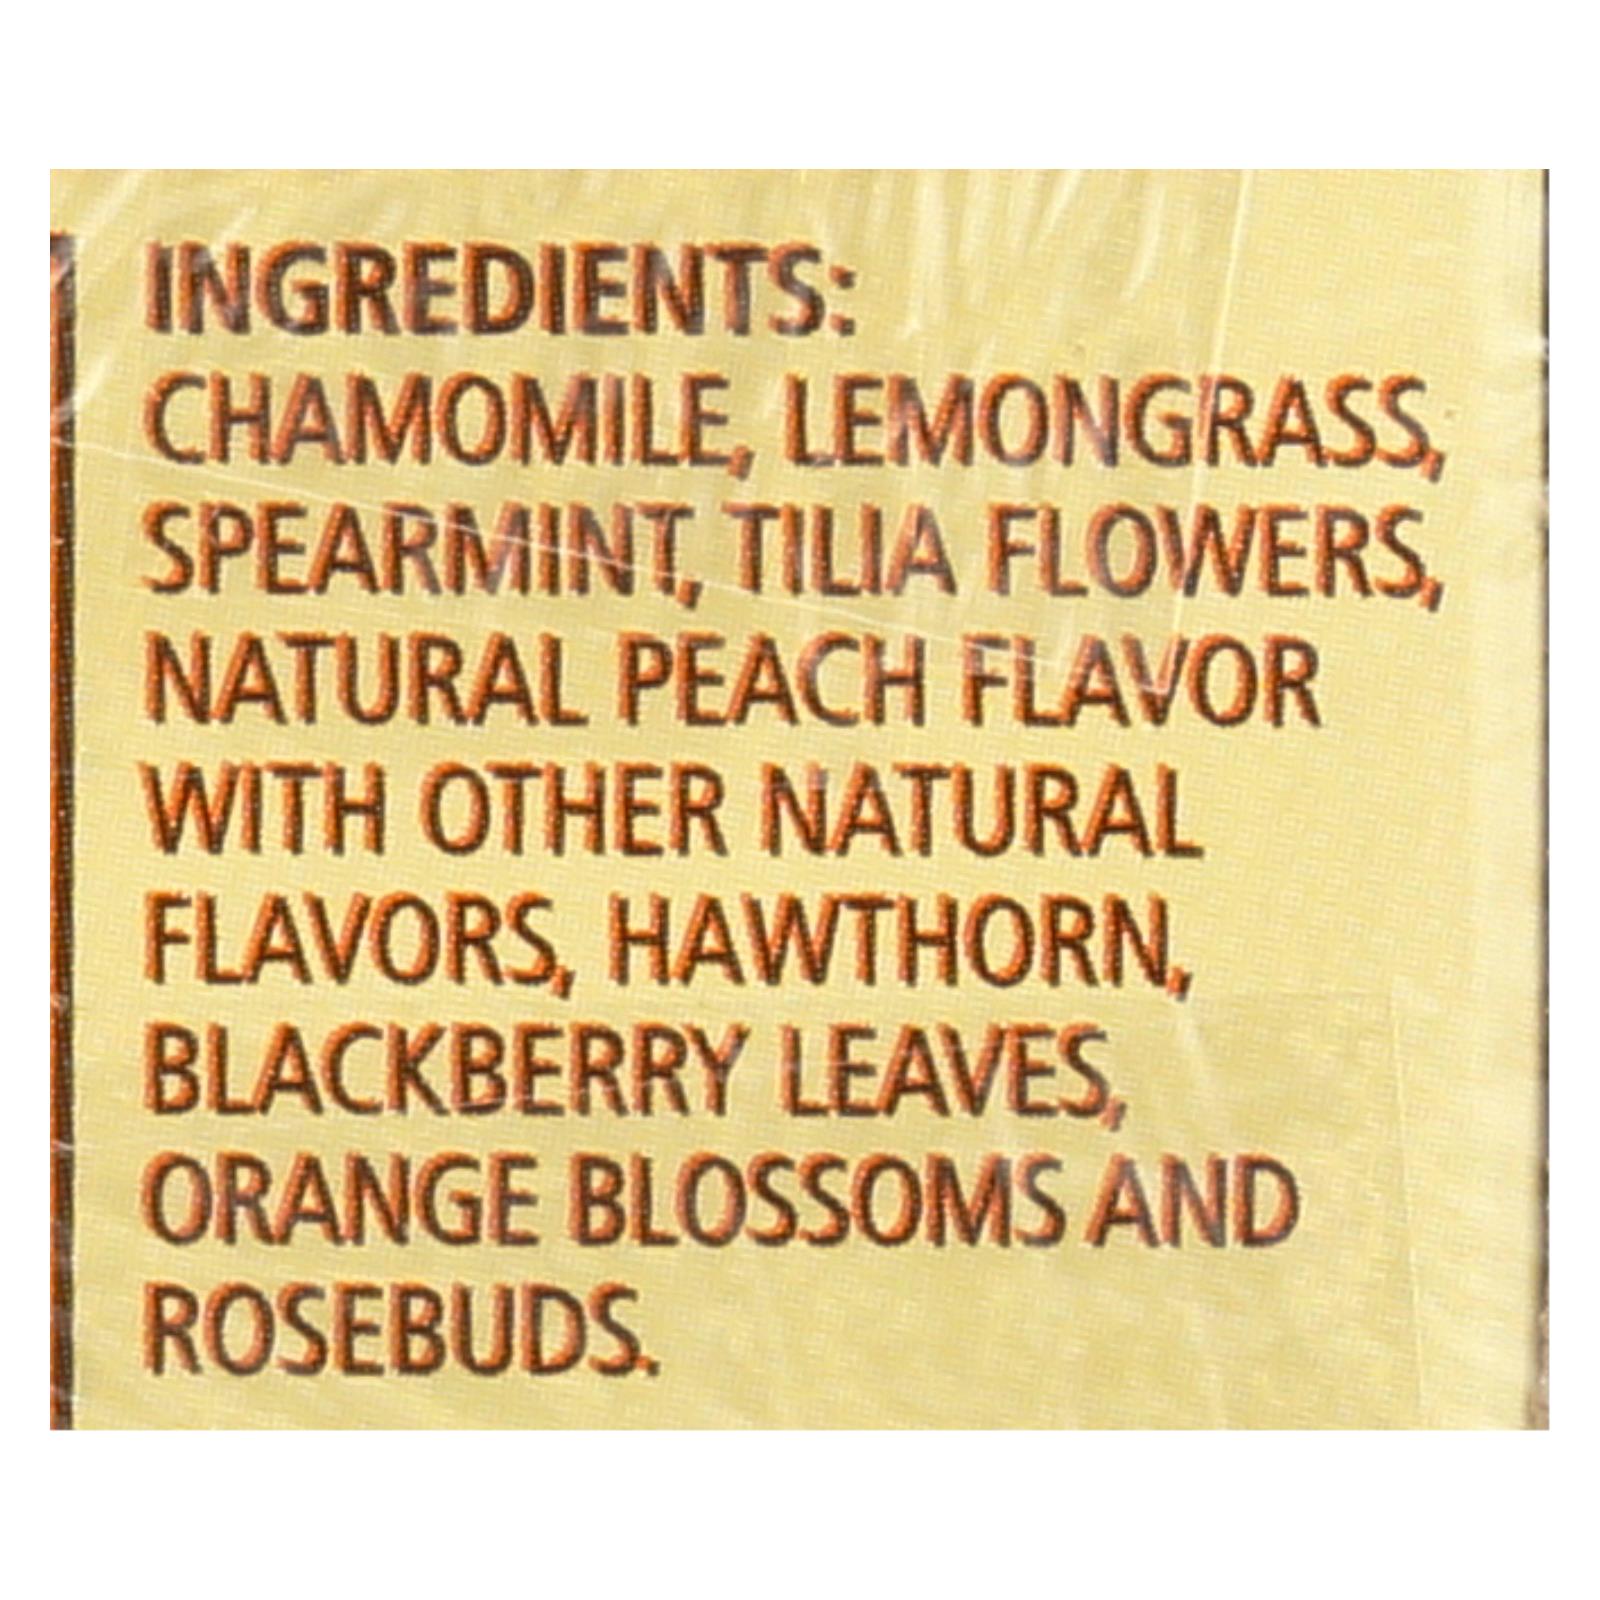 INGREDIENTS:
CHAMOMILE, LEMONGRASS,
SPEARMINT, TILIA FLOWERS,
NATURAL PEACH FLAVOR
WITH OTHER NATURAL
FLAVORS, HAWTHORN,
BLACKBERRY LEAVES,
ORANGE BLOSSOMS AND
ROSEBUDS.